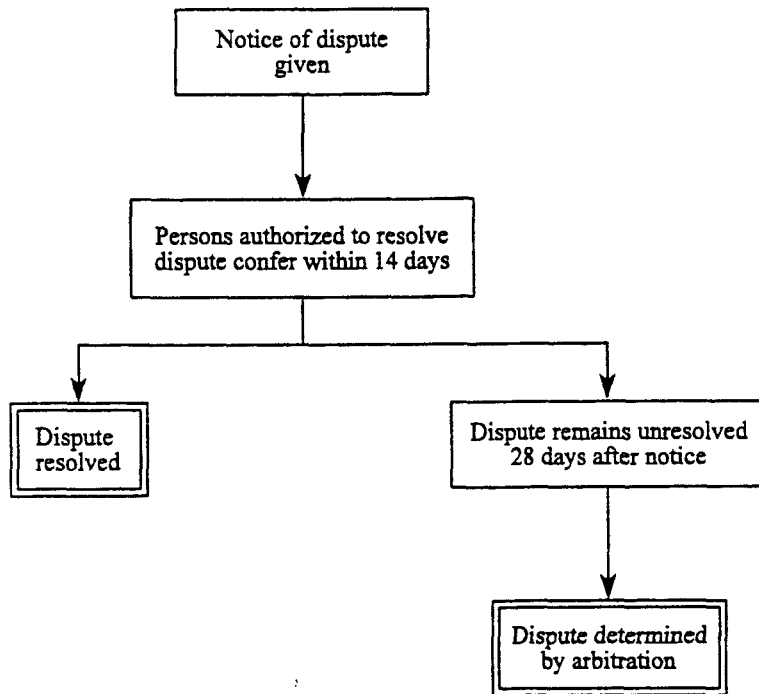 Notice of dispute
given
Persons authorized to resolve
dispute confer within 14 days
Dispute
resolved
Dispute remains unresolved
28 days after notice
Dispute determined
by arbitration